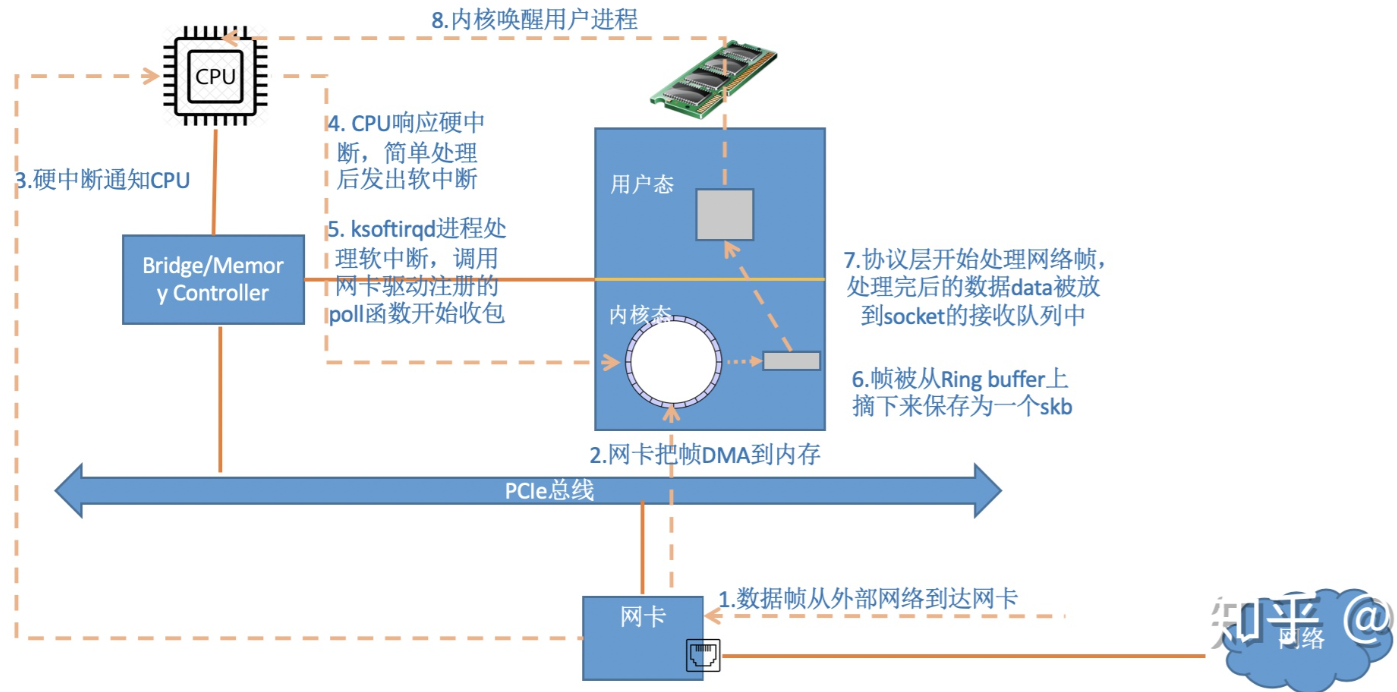 8.内核唤醒用户进程
CPU
4. CPU响应硬中
断，简单处理
后发出软中断
3.硬中断通知CPU
用户态
5. ksoftirqd进程处
理软中断，调用
网卡驱动注册的
poll函数开始收包
Bridge/Memor
y Controller
7.协议层开始处理网络帧，
处理完后的数据data被放
到socket的接收队列中
内核态
6.帧被从Ring buffer上
摘下来保存为一个skb
2.网卡把帧DMA到内存
PCIe总线
1.数据帧从外部网络到达网卡
网卡
知乎 @
网络